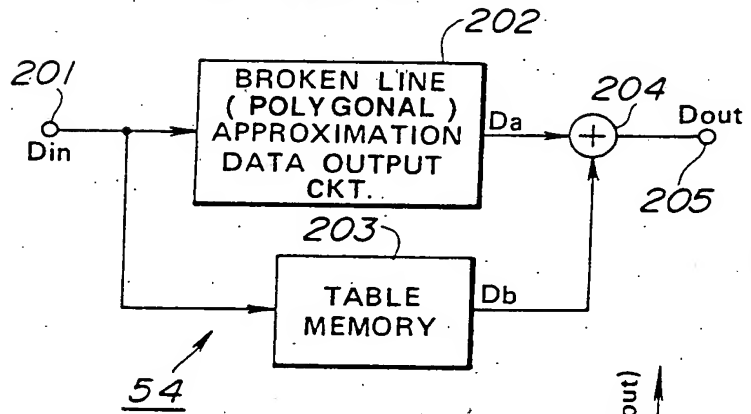 202
201
BROKEN LINE
( POLYGONAL )
APPROXIMATION
DATA OUTPUT
CKT.
Din
Da
204
Dout
205
203
TABLE
MEMORY
Db
54
out)